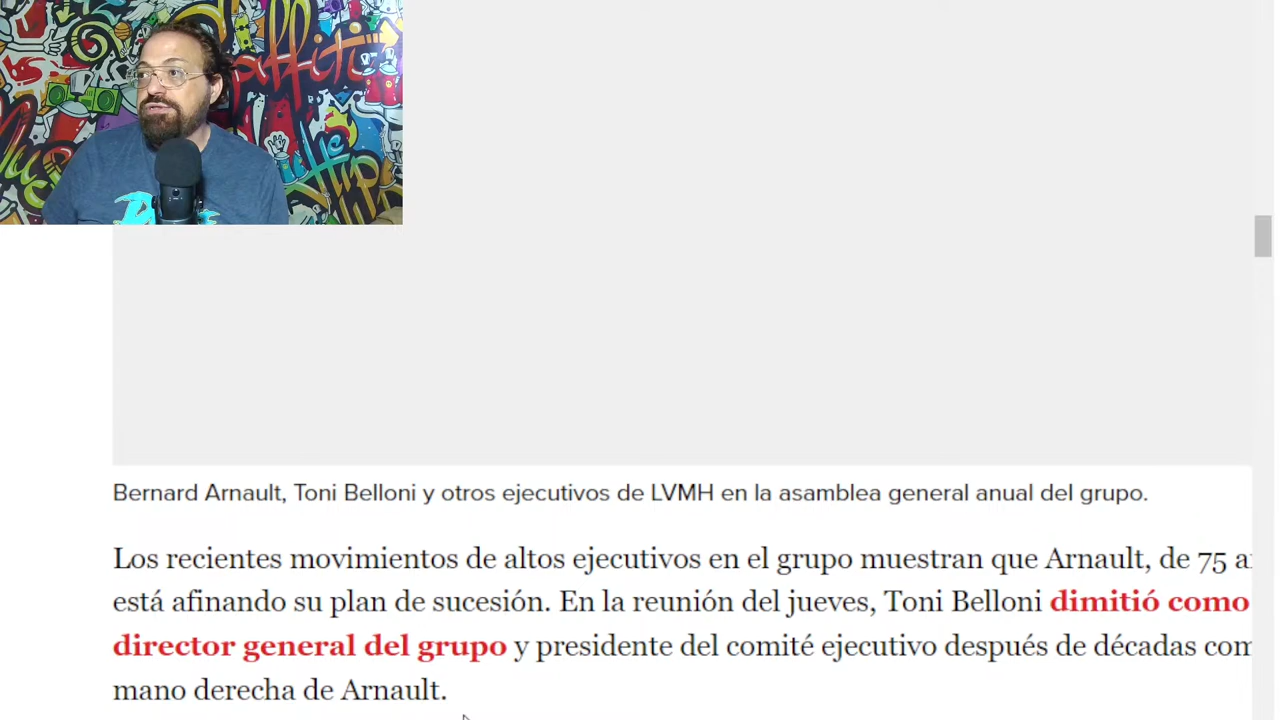 Graffiti
Bernard Arnault, Toni Belloni y otros ejecutivos de LVMH en la asamblea general anual del grupo.
Los recientes movimientos de altos ejecutivos en el grupo muestran que Arnault, de 75
está afinando su plan de sucesión. En la reunión del jueves, Toni Belloni dimitió como
director general del grupo y presidente del comité ejecutivo después de décadas com
mano derecha de Arnault.